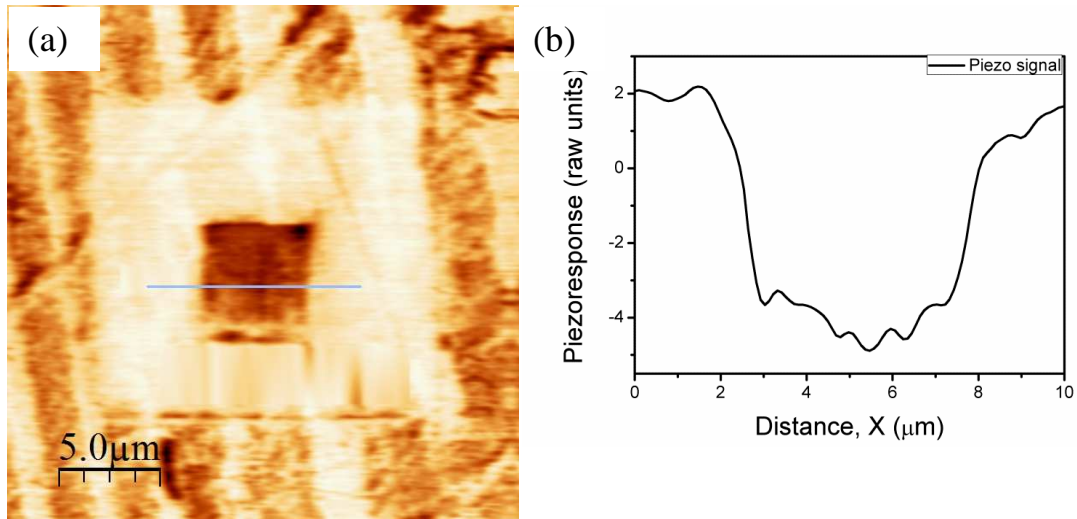 (a)
5.0µm
(b)
Piezo signal
Piezoresponse (raw units)
2
0
-2
-4
0
2
4
6
8
10
Distance, X (µm)